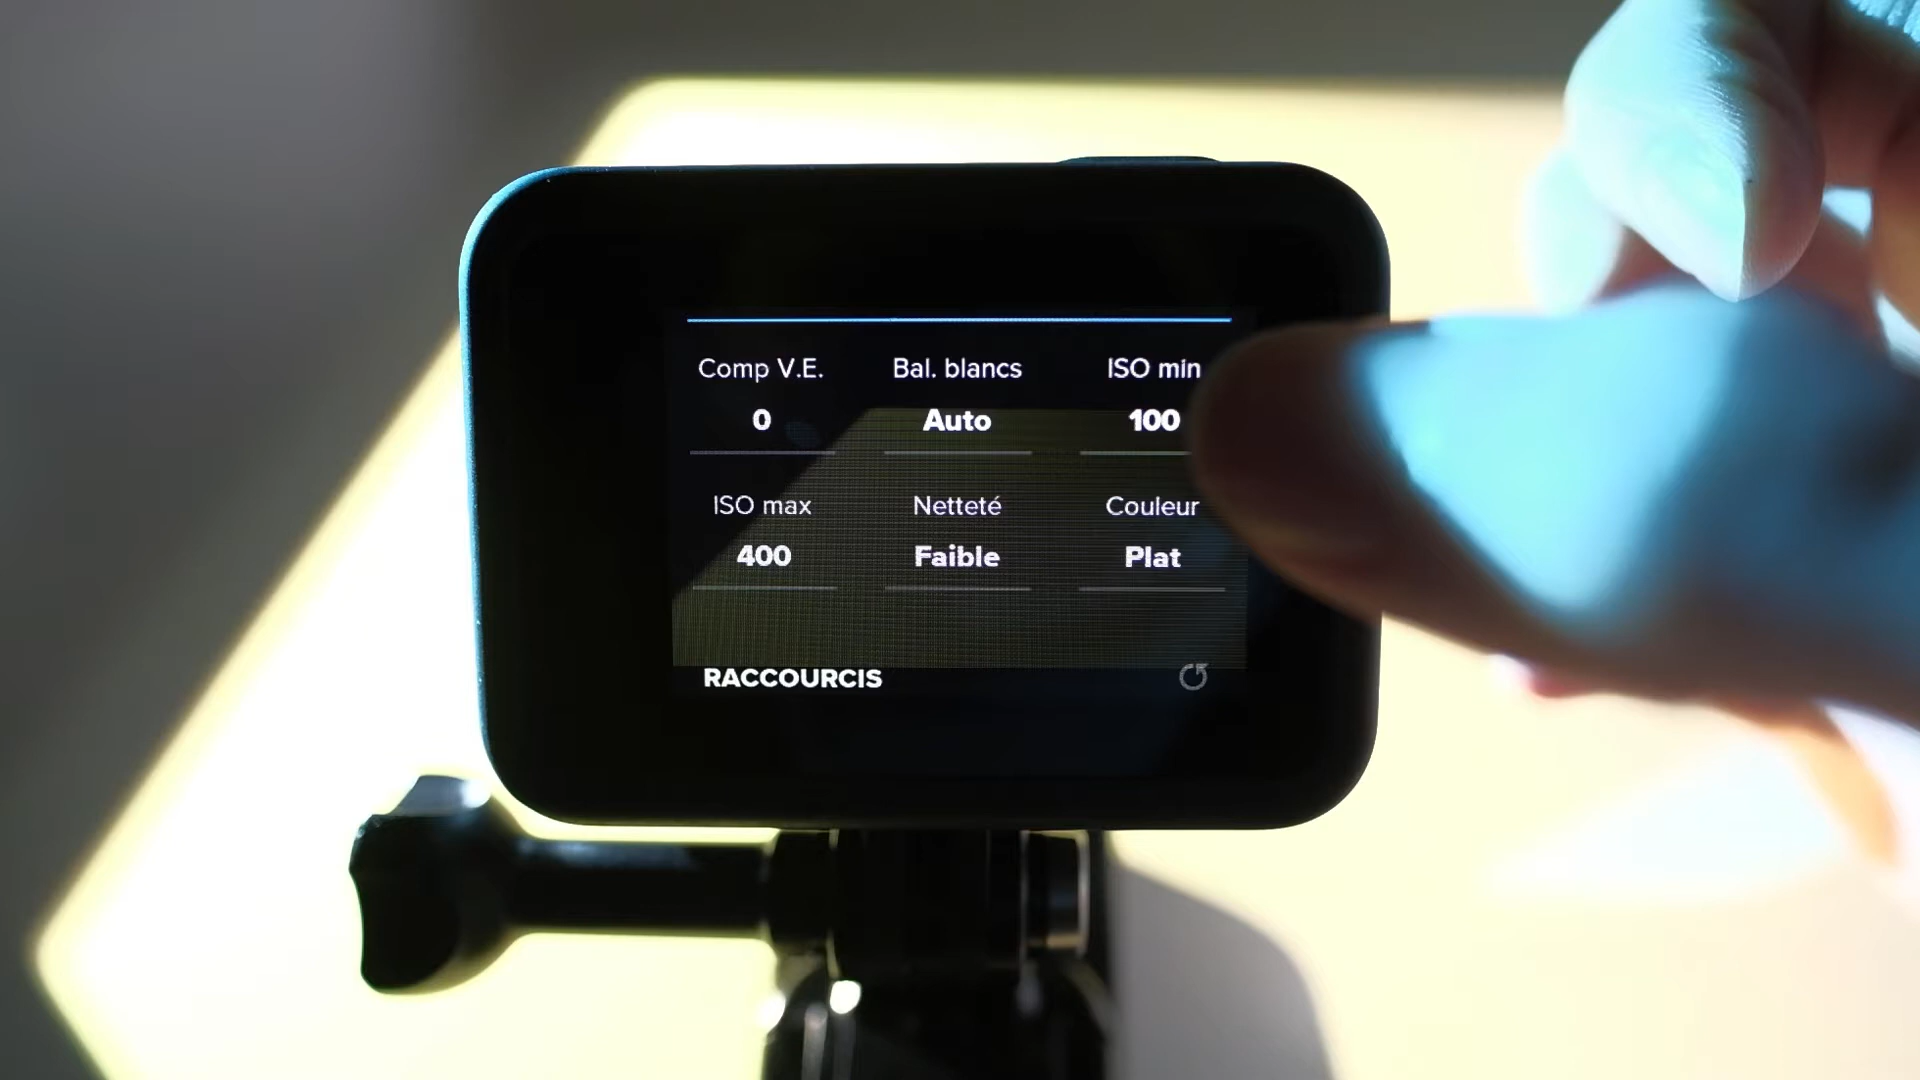 Comp V.E. Bal. blancs ISO min
0 Auto 100
ISO max Netteté Couleur
400 Faible Plat
RACCOURCIS